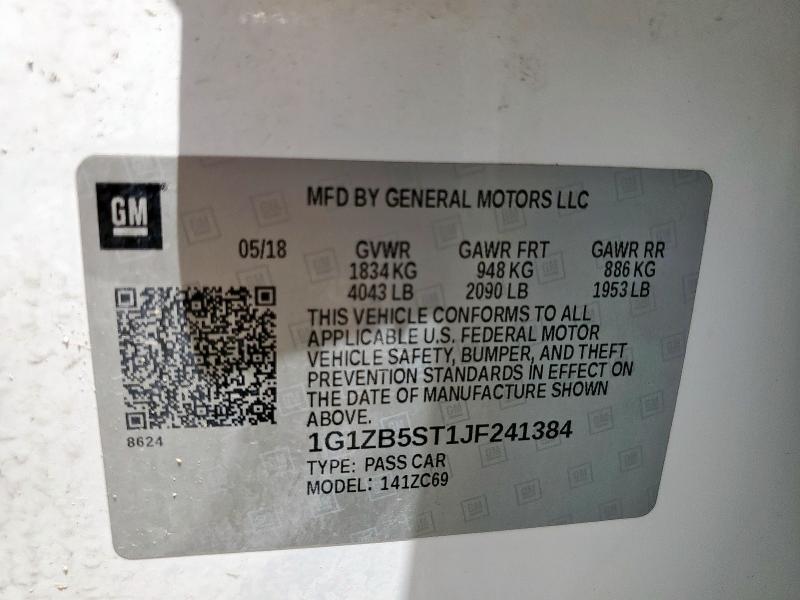 GM
MFD BY GENERAL MOTORS LLC
05/18 GVWR GAWR FRT GAWR RR
1834 KG 948 KG 886 KG
4043 LB 2090 LB 1953 LB
THIS VEHICLE CONFORMS TO ALL
APPLICABLE U.S. FEDERAL MOTOR
VEHICLE SAFETY, BUMPER, AND THEFT
PREVENTION STANDARDS IN EFFECT ON
THE DATE OF MANUFACTURE SHOWN
ABOVE.
8624
1G1ZB5ST1JF241384
TYPE: PASS CAR
MODEL: 141ZC69